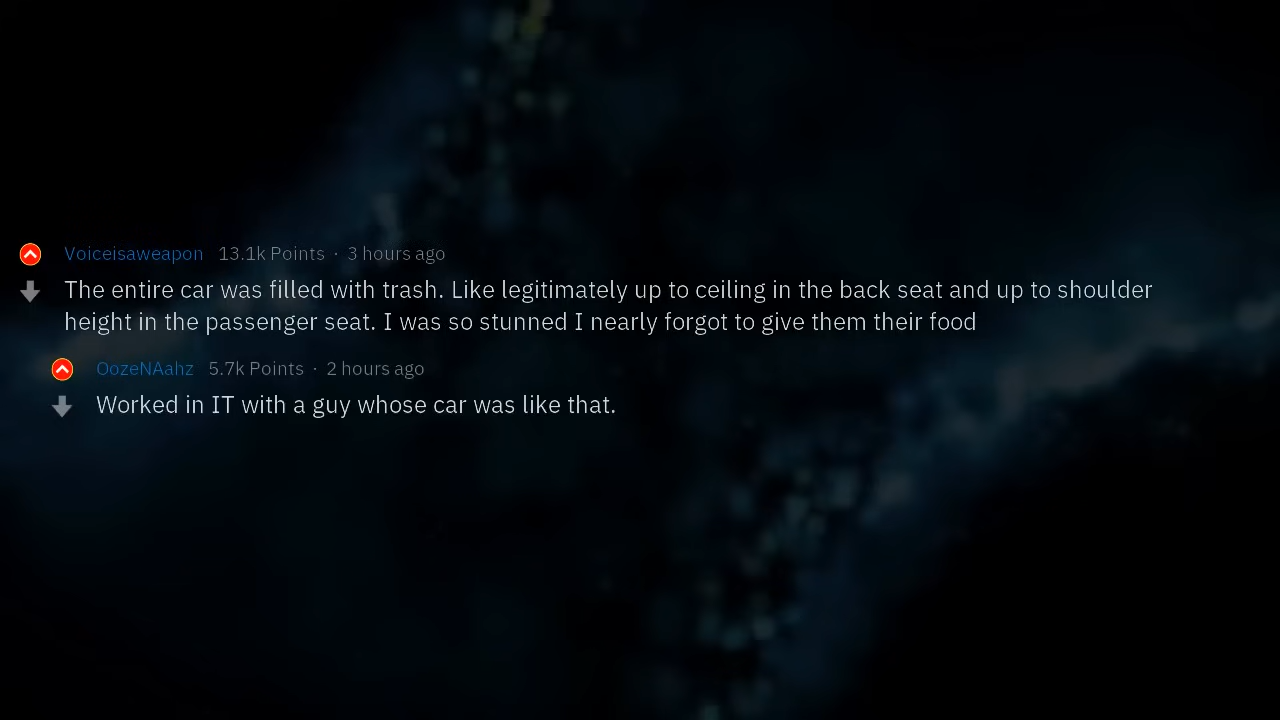 Voiceisaweapon 13.1k Points · 3 hours ago
The entire car was filled with trash. Like legitimately up to ceiling in the back seat and up to shoulder
height in the passenger seat. I was so stunned I nearly forgot to give them their food
OozeNAahz 5.7k Points · 2 hours ago
Worked in IT with a guy whose car was like that.